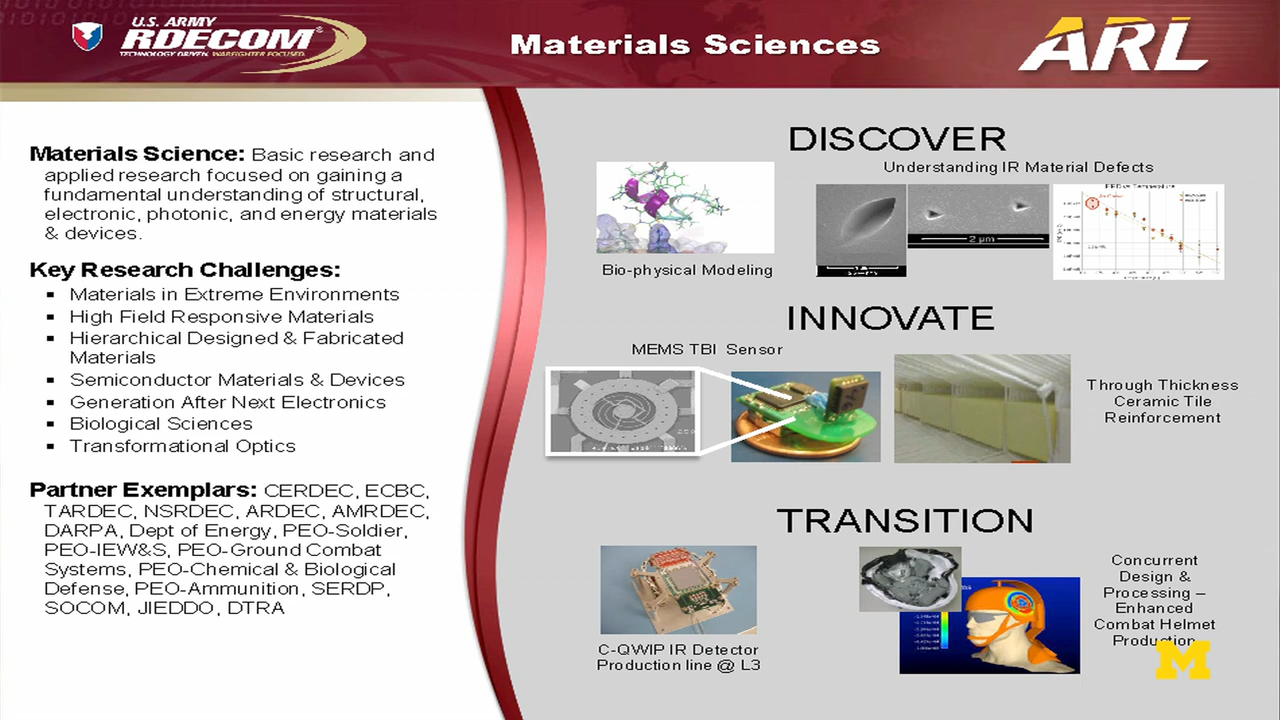 U.S. ARMY
RDECOM®
TECHNOLOGY DRIVEN. WARFIGHTER FOCUSED.
Materials Sciences
ARL
Materials Science: Basic research and
applied research focused on gaining a
fundamental understanding of structural,
electronic, photonic, and energy materials
& devices.
Key Research Challenges:
▪ Materials in Extreme Environments
▪ High Field Responsive Materials
▪ Hierarchical Designed & Fabricated
Materials
▪ Semiconductor Materials & Devices
▪ Generation After Next Electronics
▪ Biological Sciences
▪ Transformational Optics
Partner Exemplars: CERDEC, ECBC,
TARDEC, NSRDEC, ARDEC, AMRDEC,
DARPA, Dept of Energy, PEO-Soldier,
PEO-IEW&S, PEO-Ground Combat
Systems, PEO-Chemical & Biological
Defense, PEO-Ammunition, SERDP,
SOCOM, JIEDDO, DTRA
DISCOVER
Understanding IR Material Defects
2 µm
Temperature
Bio-physical Modeling
INNOVATE
MEMS TBI Sensor
Through Thickness
Ceramic Tile
Reinforcement
TRANSITION
C-QWIP IR Detector
Production line @ L3
Concurrent
Design &
Processing –
Enhanced
Combat Helmet
Production
M